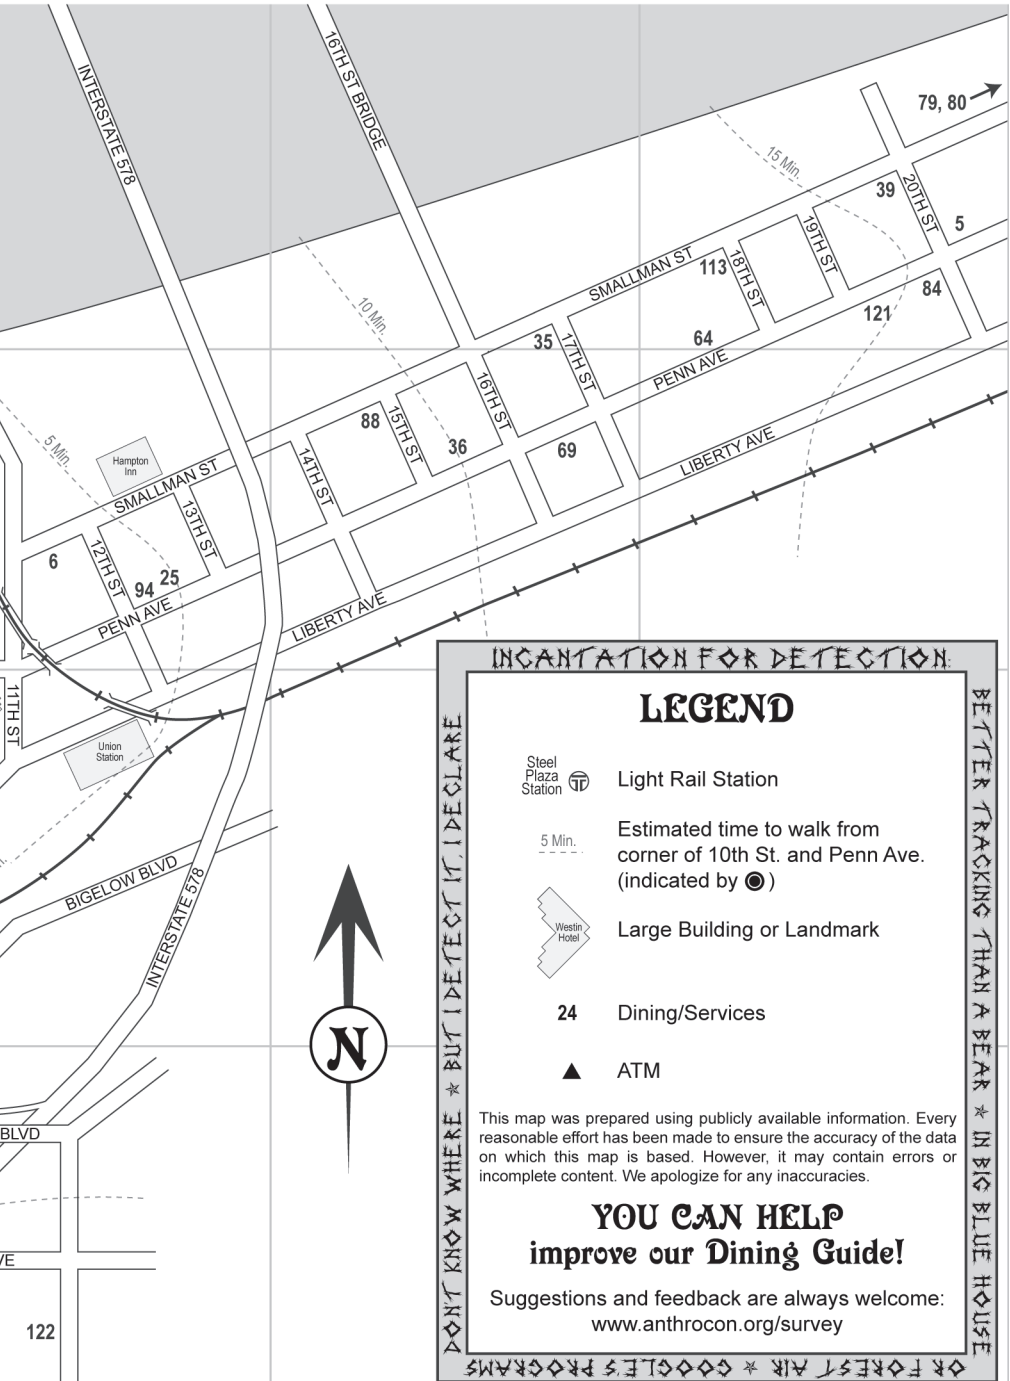 INTERSTATE 578
16TH ST BRIDGE
79, 80
15 Min.
39
20TH ST
5
19TH ST
SMALLMAN ST
113
18TH ST
84
10 Min.
121
35
17TH ST
64
PENN AVE
16TH ST
88
15TH ST
36
69
LIBERTY AVE
5 Min.
Hampton
Inn
SMALLMAN ST
14TH ST
13TH ST
6
12TH ST
94
25
PENN AVE
LIBERTY AVE
11TH ST
Union
Station
BIGELOW BLVD
INTERSTATE 578
N
BLVD
VE
122
INCANTATION FOR DETECTION:
BETTER TRACKING THAN A BEAR ☆ IN BIG BLUE HOUSE
OR FOREST AIR ☆ GOOGLE'S PROGRAMS
DON'T KNOW WHERE ☆ BUT I DETECT IT, I DECLARE
LEGEND
Steel
Plaza
Station
Light Rail Station
5 Min.
Estimated time to walk from
corner of 10th St. and Penn Ave.
(indicated by ◉)
Westin
Hotel
Large Building or Landmark
24 Dining/Services
▲ ATM
This map was prepared using publicly available information. Every
reasonable effort has been made to ensure the accuracy of the data
on which this map is based. However, it may contain errors or
incomplete content. We apologize for any inaccuracies.
YOU CAN HELP
improve our Dining Guide!
Suggestions and feedback are always welcome:
www.anthrocon.org/survey